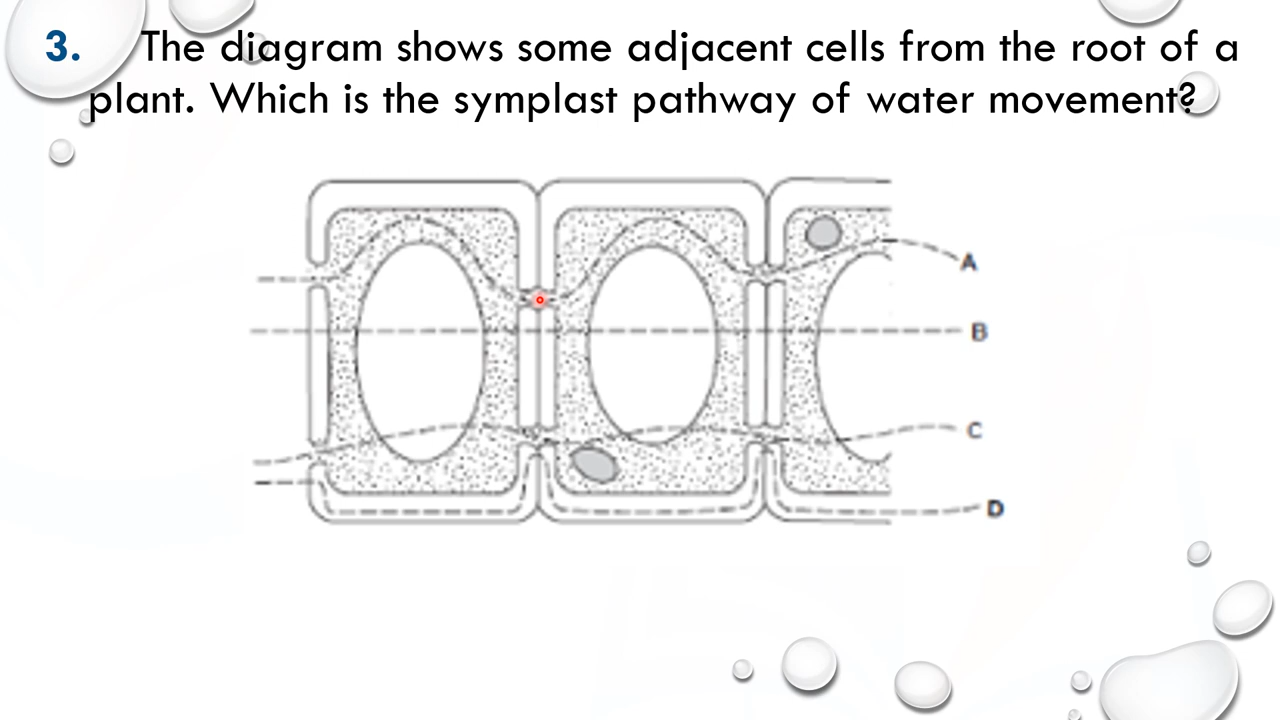 3. The diagram shows some adjacent cells from the root of a
plant. Which is the symplast pathway of water movement?
A
B
C
D